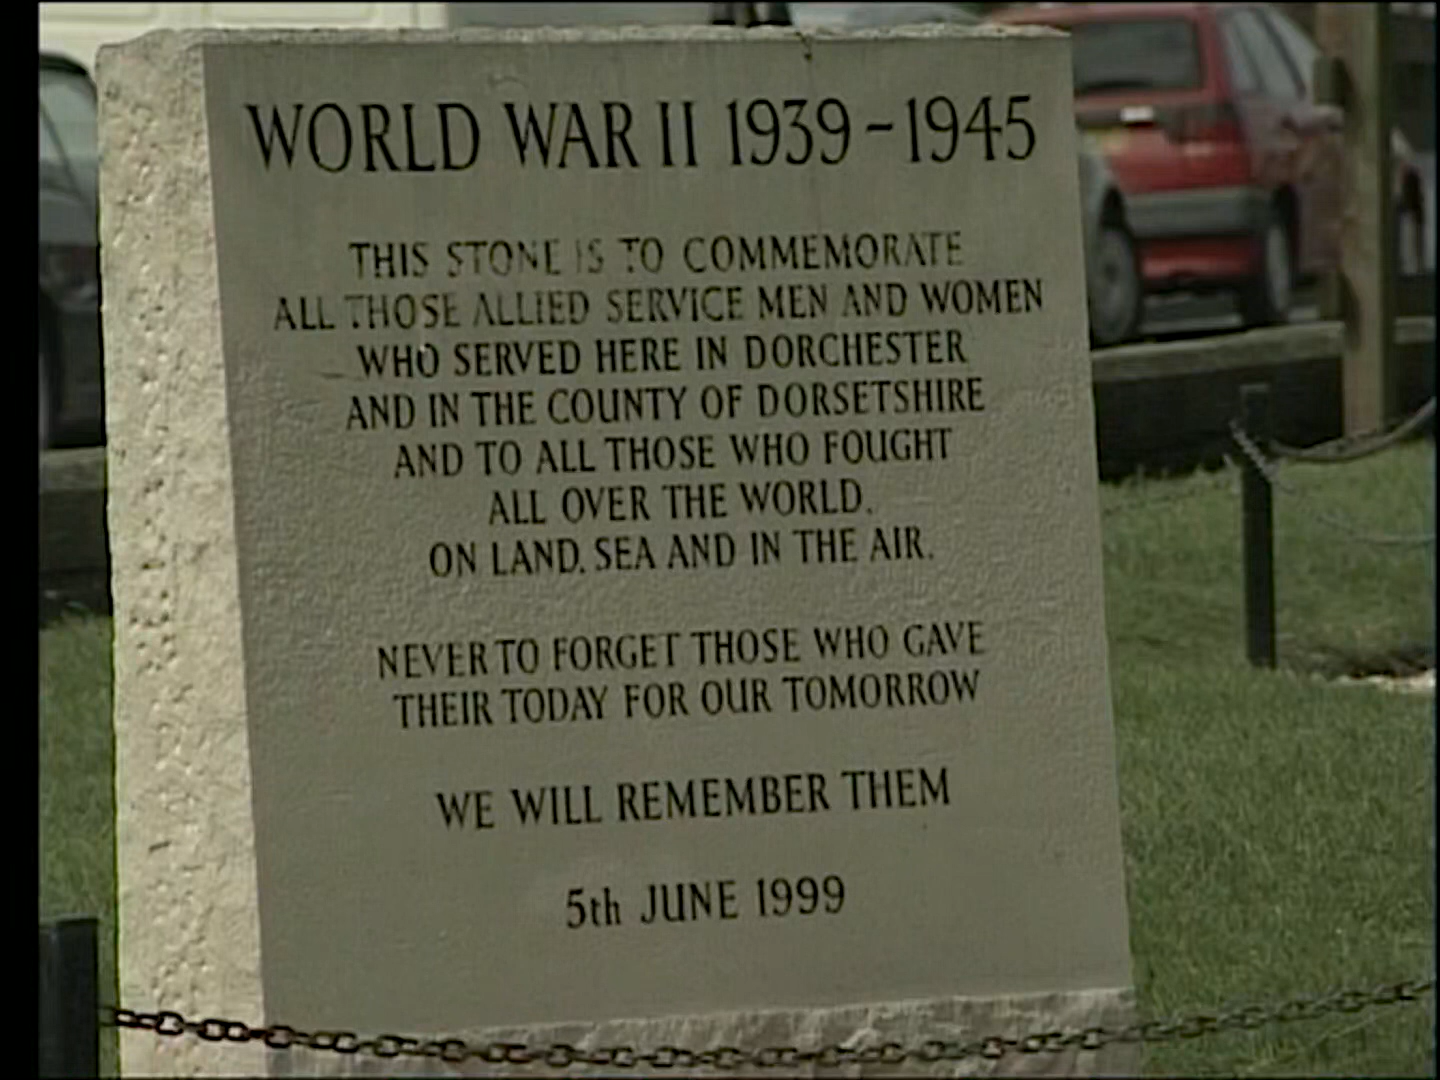 WORLD WAR II 1939-1945
THIS STONE IS TO COMMEMORATE
ALL THOSE ALLIED SERVICE MEN AND WOMEN
WHO SERVED HERE IN DORCHESTER
AND IN THE COUNTY OF DORSETSHIRE
AND TO ALL THOSE WHO FOUGHT
ALL OVER THE WORLD.
ON LAND, SEA AND IN THE AIR.
NEVER TO FORGET THOSE WHO GAVE
THEIR TODAY FOR OUR TOMORROW
WE WILL REMEMBER THEM
5th JUNE 1999